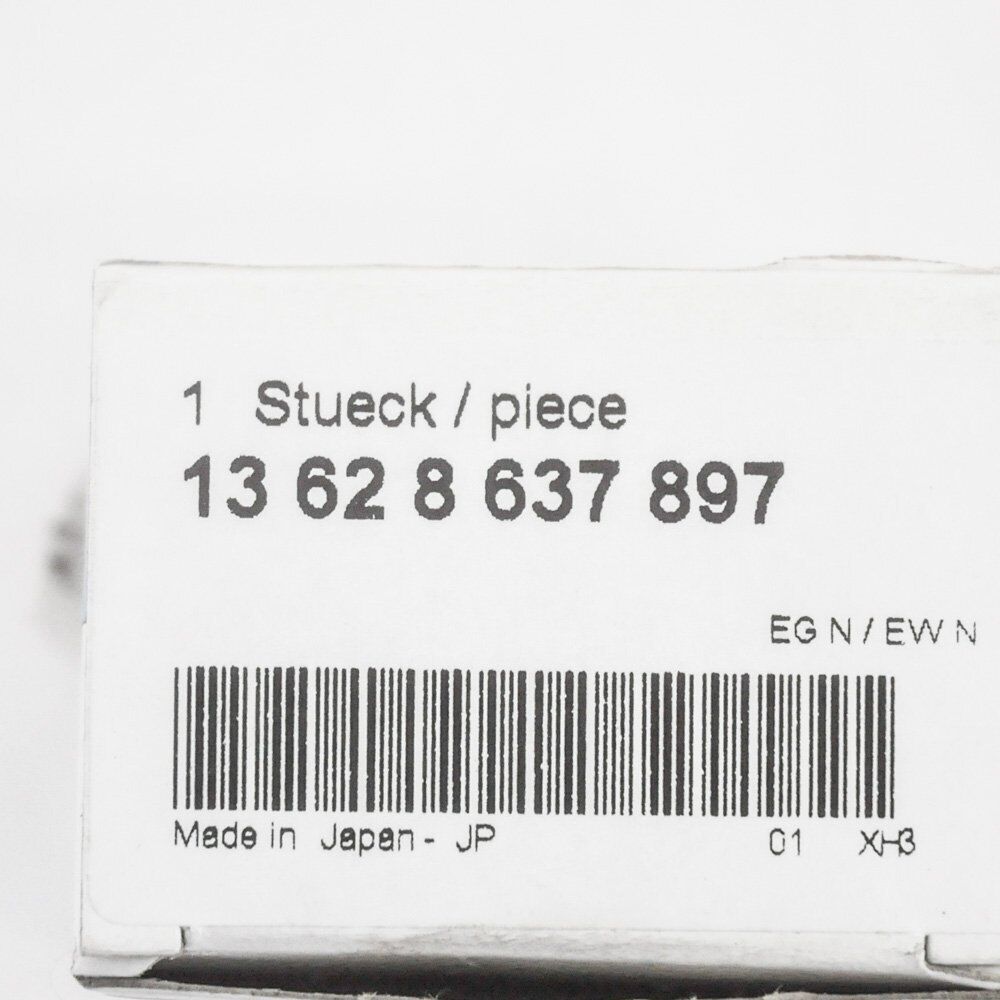 1 Stueck / piece
13 62 8 637 897
EG N / EW N
Made in Japan - JP 01 XH3